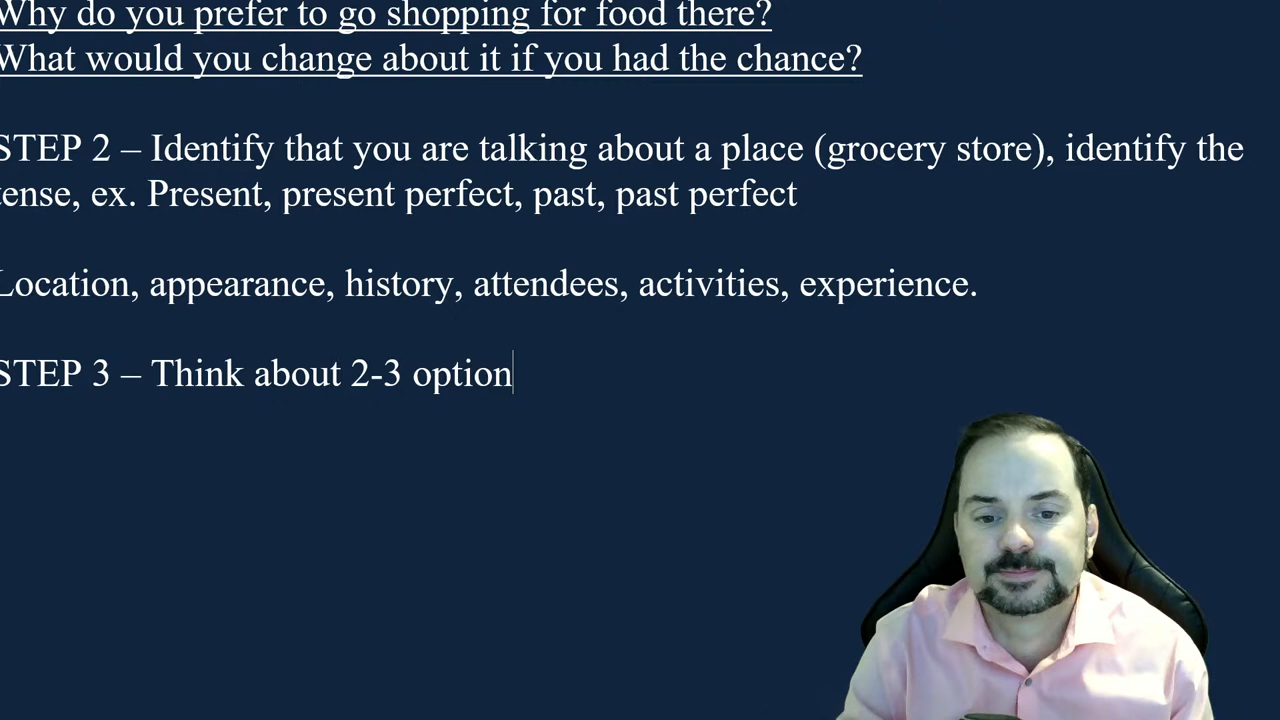 Why do you prefer to go shopping for food there?
What would you change about it if you had the chance?
STEP 2 – Identify that you are talking about a place (grocery store), identify the
tense, ex. Present, present perfect, past, past perfect
Location, appearance, history, attendees, activities, experience.
STEP 3 – Think about 2-3 option